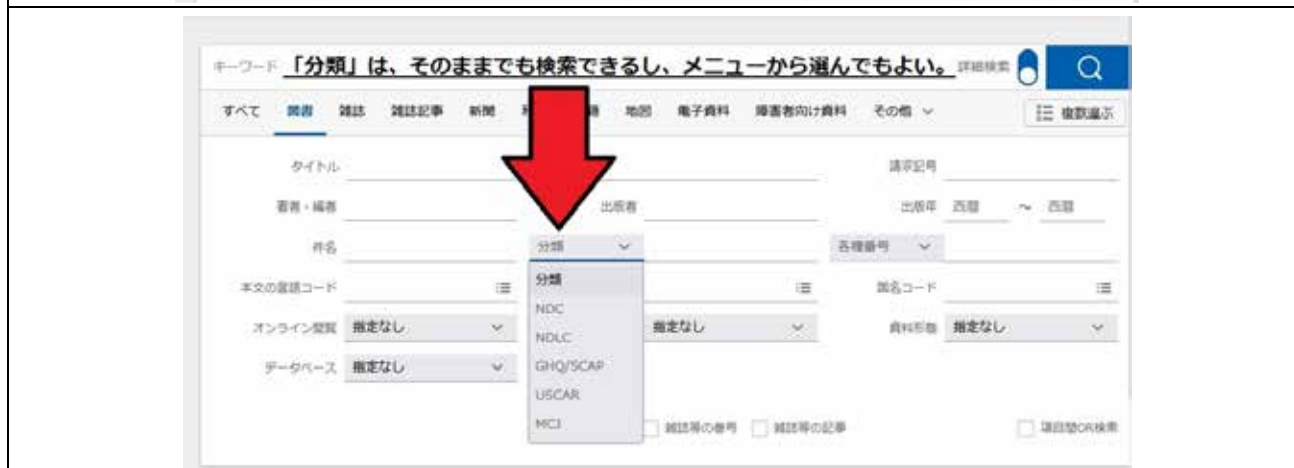 キーワード 「分類」は、そのままでも検索できるし、メニューから選んでもよい。 詳細検索
すべて 図書 雑誌 雑誌記事 新聞 地図 電子資料 障害者向け資料 その他 複数選ぶ
タイトル 請求記号
著者・編者 出版者 出版年 西暦 ～ 西暦
件名 分類 各種番号
本文の言語コード 分類 国名コード
NDC
オンライン閲覧 指定なし 指定なし 資料形態 指定なし
NDLC
データベース 指定なし GHQ/SCAP
USCAR
MCJ 雑誌等の巻号 雑誌等の記事 項目間OR検索